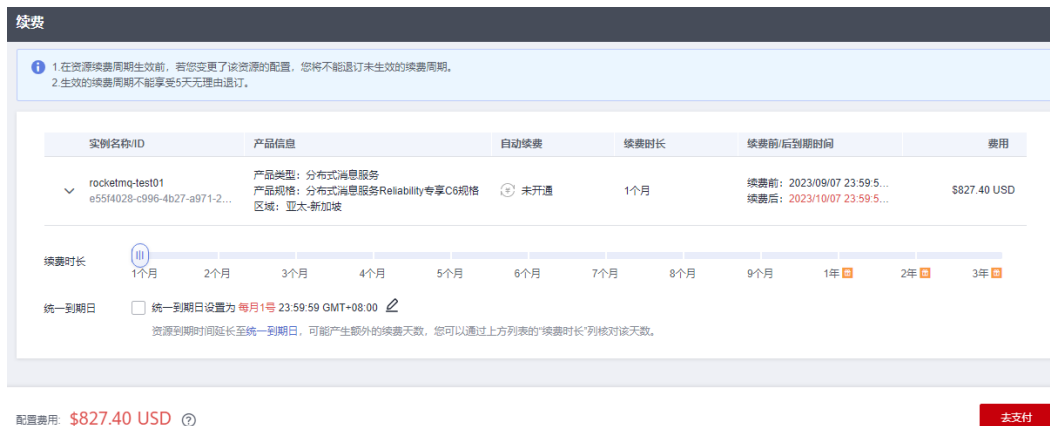 续费
1.在资源续费周期生效前，若您变更了该资源的配置，您将不能退订未生效的续费周期。
2.生效的续费周期不能享受5天无理由退订。
实例名称/ID 产品信息 自动续费 续费时长 续费前/后到期时间 费用
rocketmq-test01
e55f4028-c996-4b27-a971-2...
产品类型：分布式消息服务
产品规格：分布式消息服务Reliability专享C6规格
区域：亚太-新加坡
未开通
1个月
续费前：2023/09/07 23:59:5...
续费后：2023/10/07 23:59:5...
$827.40 USD
续费时长
1个月 2个月 3个月 4个月 5个月 6个月 7个月 8个月 9个月 1年 2年 3年
统一到期日 统一到期日设置为 每月1号 23:59:59 GMT+08:00
资源到期时间延长至统一到期日，可能产生额外的续费天数，您可以通过上方列表的“续费时长”列核对该天数。
配置费用: $827.40 USD
去支付